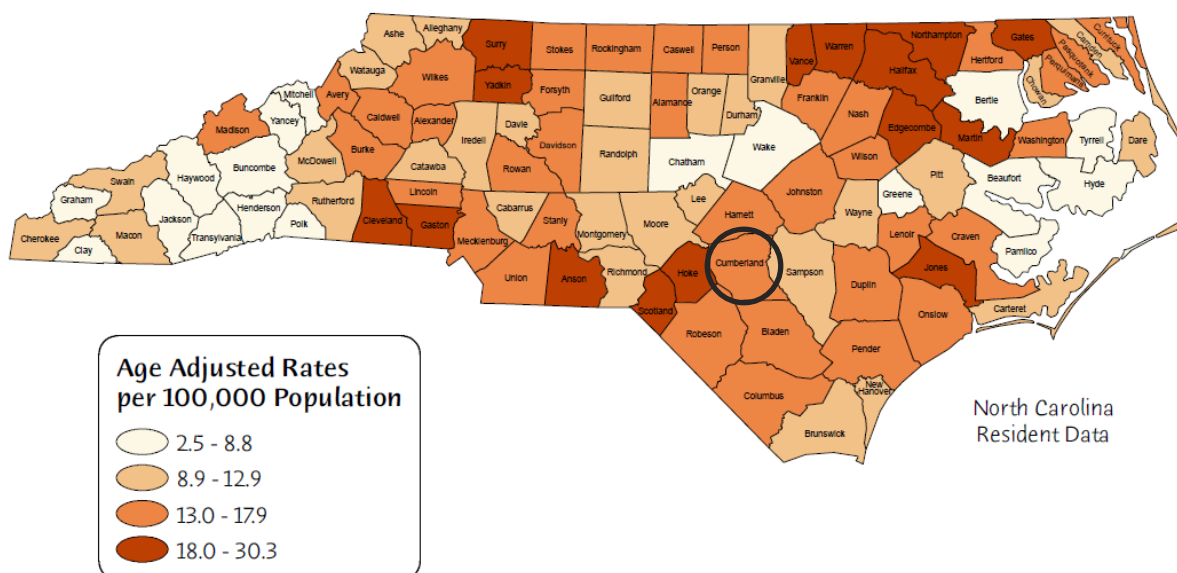 Ashe
Alleghany
Surry
Stokes
Rockingham
Caswell
Person
Granville
Vance
Warren
Northampton
Gates
Hertford
Halifax
Camden
Currituck
Pasquotank
Perquimans
Chowan
Bertie
Watauga
Wilkes
Yadkin
Forsyth
Guilford
Alamance
Orange
Durham
Franklin
Nash
Edgecombe
Martin
Washington
Tyrrell
Dare
Mitchell
Avery
Yancey
Madison
Caldwell
Alexander
Iredell
Davie
Davidson
Randolph
Chatham
Wake
Wilson
Pitt
Beaufort
Hyde
Burke
McDowell
Buncombe
Haywood
Swain
Graham
Catawba
Rowan
Lincoln
Rutherford
Cleveland
Gaston
Henderson
Polk
Jackson
Transylvania
Macon
Cherokee
Clay
Mecklenburg
Cabarrus
Stanly
Montgomery
Moore
Lee
Harnett
Johnston
Wayne
Greene
Lenoir
Craven
Pamlico
Jones
Carteret
Union
Anson
Richmond
Scotland
Hoke
Cumberland
Sampson
Duplin
Onslow
Robeson
Bladen
Pender
Columbus
New
Hanover
Brunswick
Age Adjusted Rates
per 100,000 Population
2.5 - 8.8
8.9 - 12.9
13.0 - 17.9
18.0 - 30.3
North Carolina
Resident Data